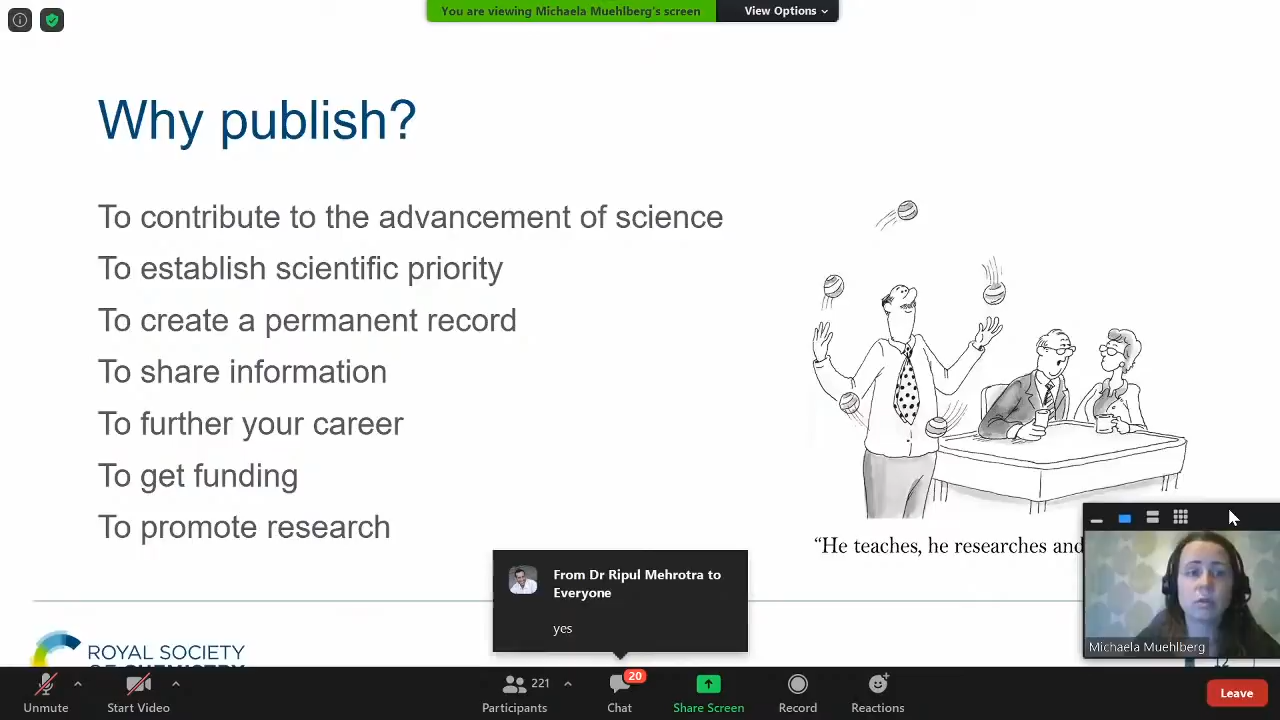 You are viewing Michaela Muehlberg's screen
View Options
Why publish?
To contribute to the advancement of science
To establish scientific priority
To create a permanent record
To share information
To further your career
To get funding
To promote research
“He teaches, he researches and
From Dr Ripul Mehrotra to
Everyone
yes
Michaela Muehlberg
ROYAL SOCIETY
OF CHEMISTRY
12
Unmute
Start Video
221
Participants
20
Chat
Share Screen
Record
Reactions
Leave